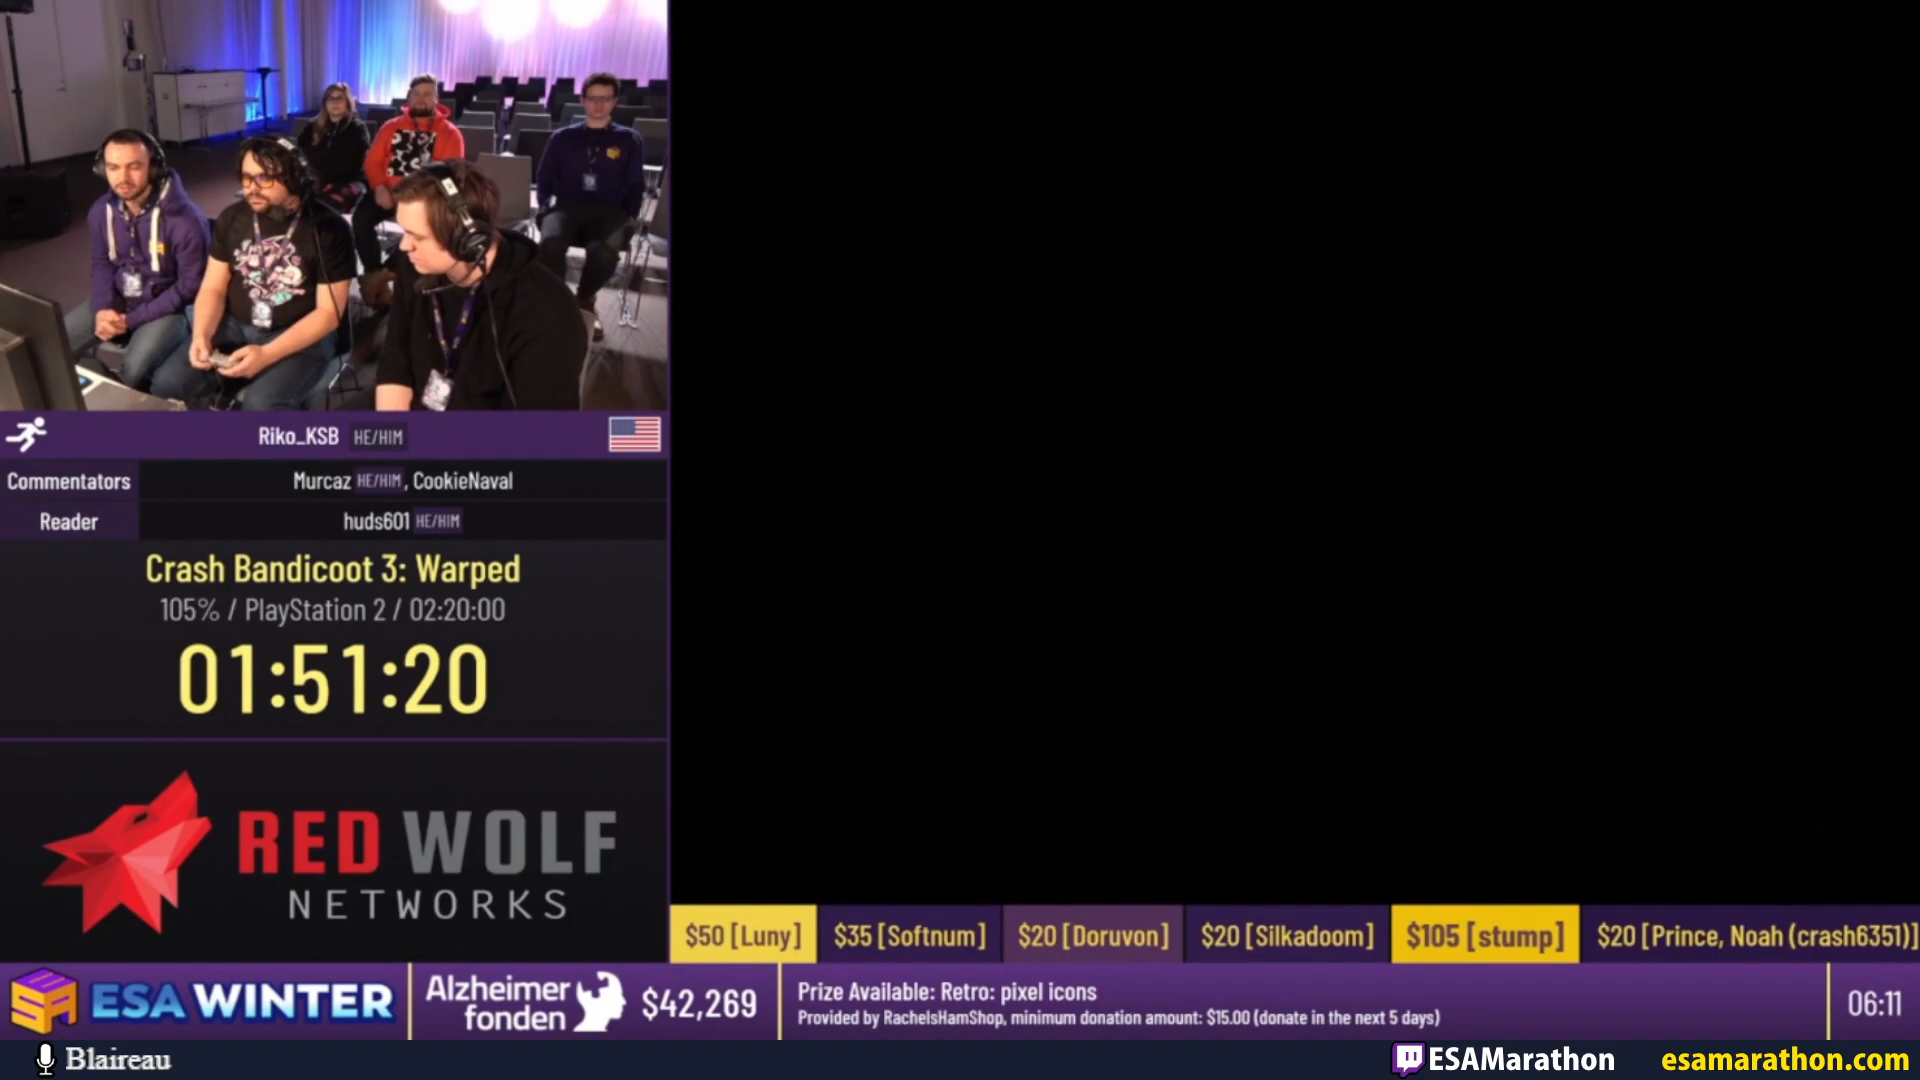 Riko_KSB HE/HIM
Commentators Murcaz HE/HIM, CookieNaval
Reader huds601 HE/HIM
Crash Bandicoot 3: Warped
105% / PlayStation 2 / 02:20:00
01:51:20
RED WOLF
NETWORKS
$50 [Luny] $35 [Softnum] $20 [Doruvon] $20 [Silkadoom] $105 [stump] $20 [Prince, Noah (crash6351)]
ESA WINTER
Alzheimer
fonden
$42,269
Prize Available: Retro: pixel icons
Provided by RachelsHamShop, minimum donation amount: $15.00 (donate in the next 5 days)
06:11
Blaireau
ESAMarathon
esamarathon.com